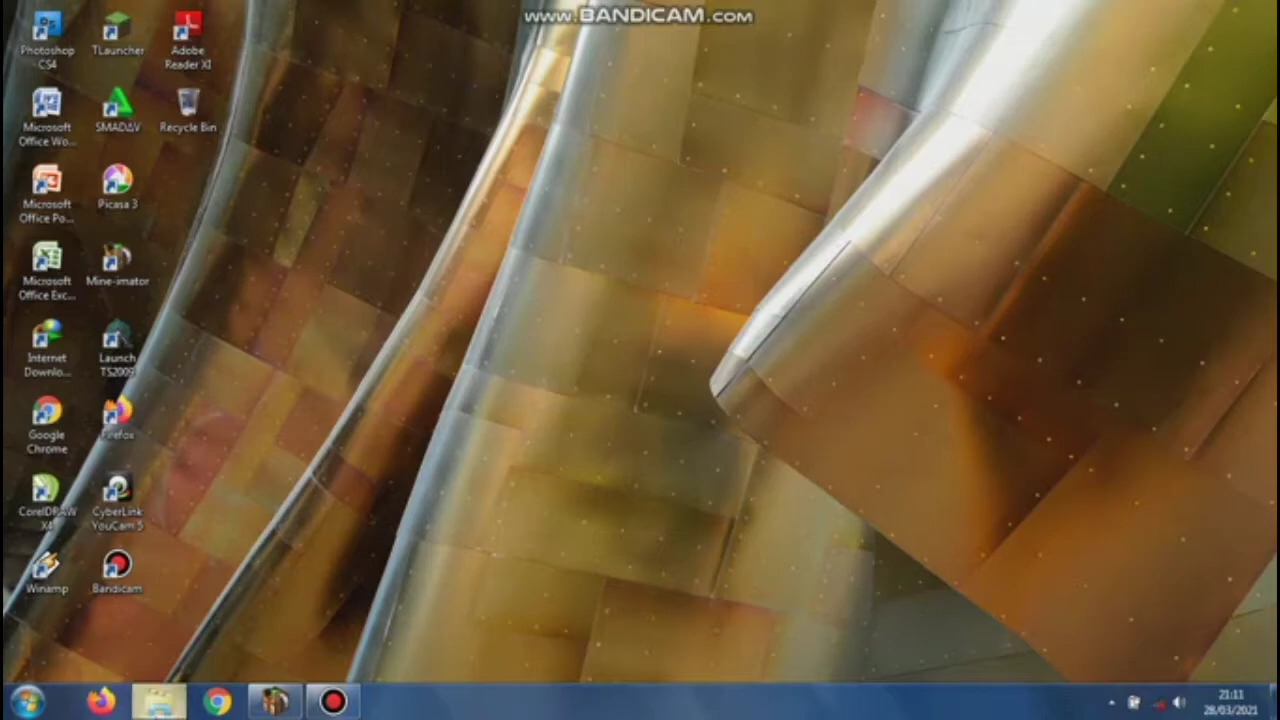 www.BANDICAM.com
Photoshop
CS4
TLauncher
Adobe
Reader XI
Microsoft
Office Wo...
SMADΔV
Recycle Bin
Microsoft
Office Po...
Picasa 3
Microsoft
Office Exc...
Mine-imator
Internet
Downlo...
Launch
TS2009
Google
Chrome
Firefox
CorelDRAW
X4
CyberLink
YouCam 5
Winamp
Bandicam
21:11
28/03/2021